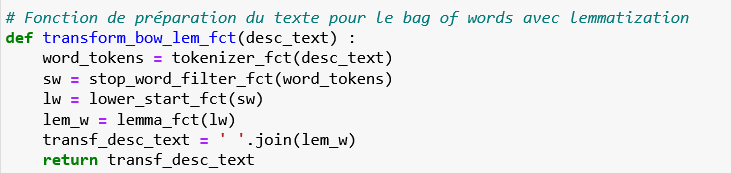 # Fonction de préparation du texte pour le bag of words avec lemmatization
def transform_bow_lem_fct(desc_text) :
    word_tokens = tokenizer_fct(desc_text)
    sw = stop_word_filter_fct(word_tokens)
    lw = lower_start_fct(sw)
    lem_w = lemma_fct(lw)
    transf_desc_text = ' '.join(lem_w)
    return transf_desc_text